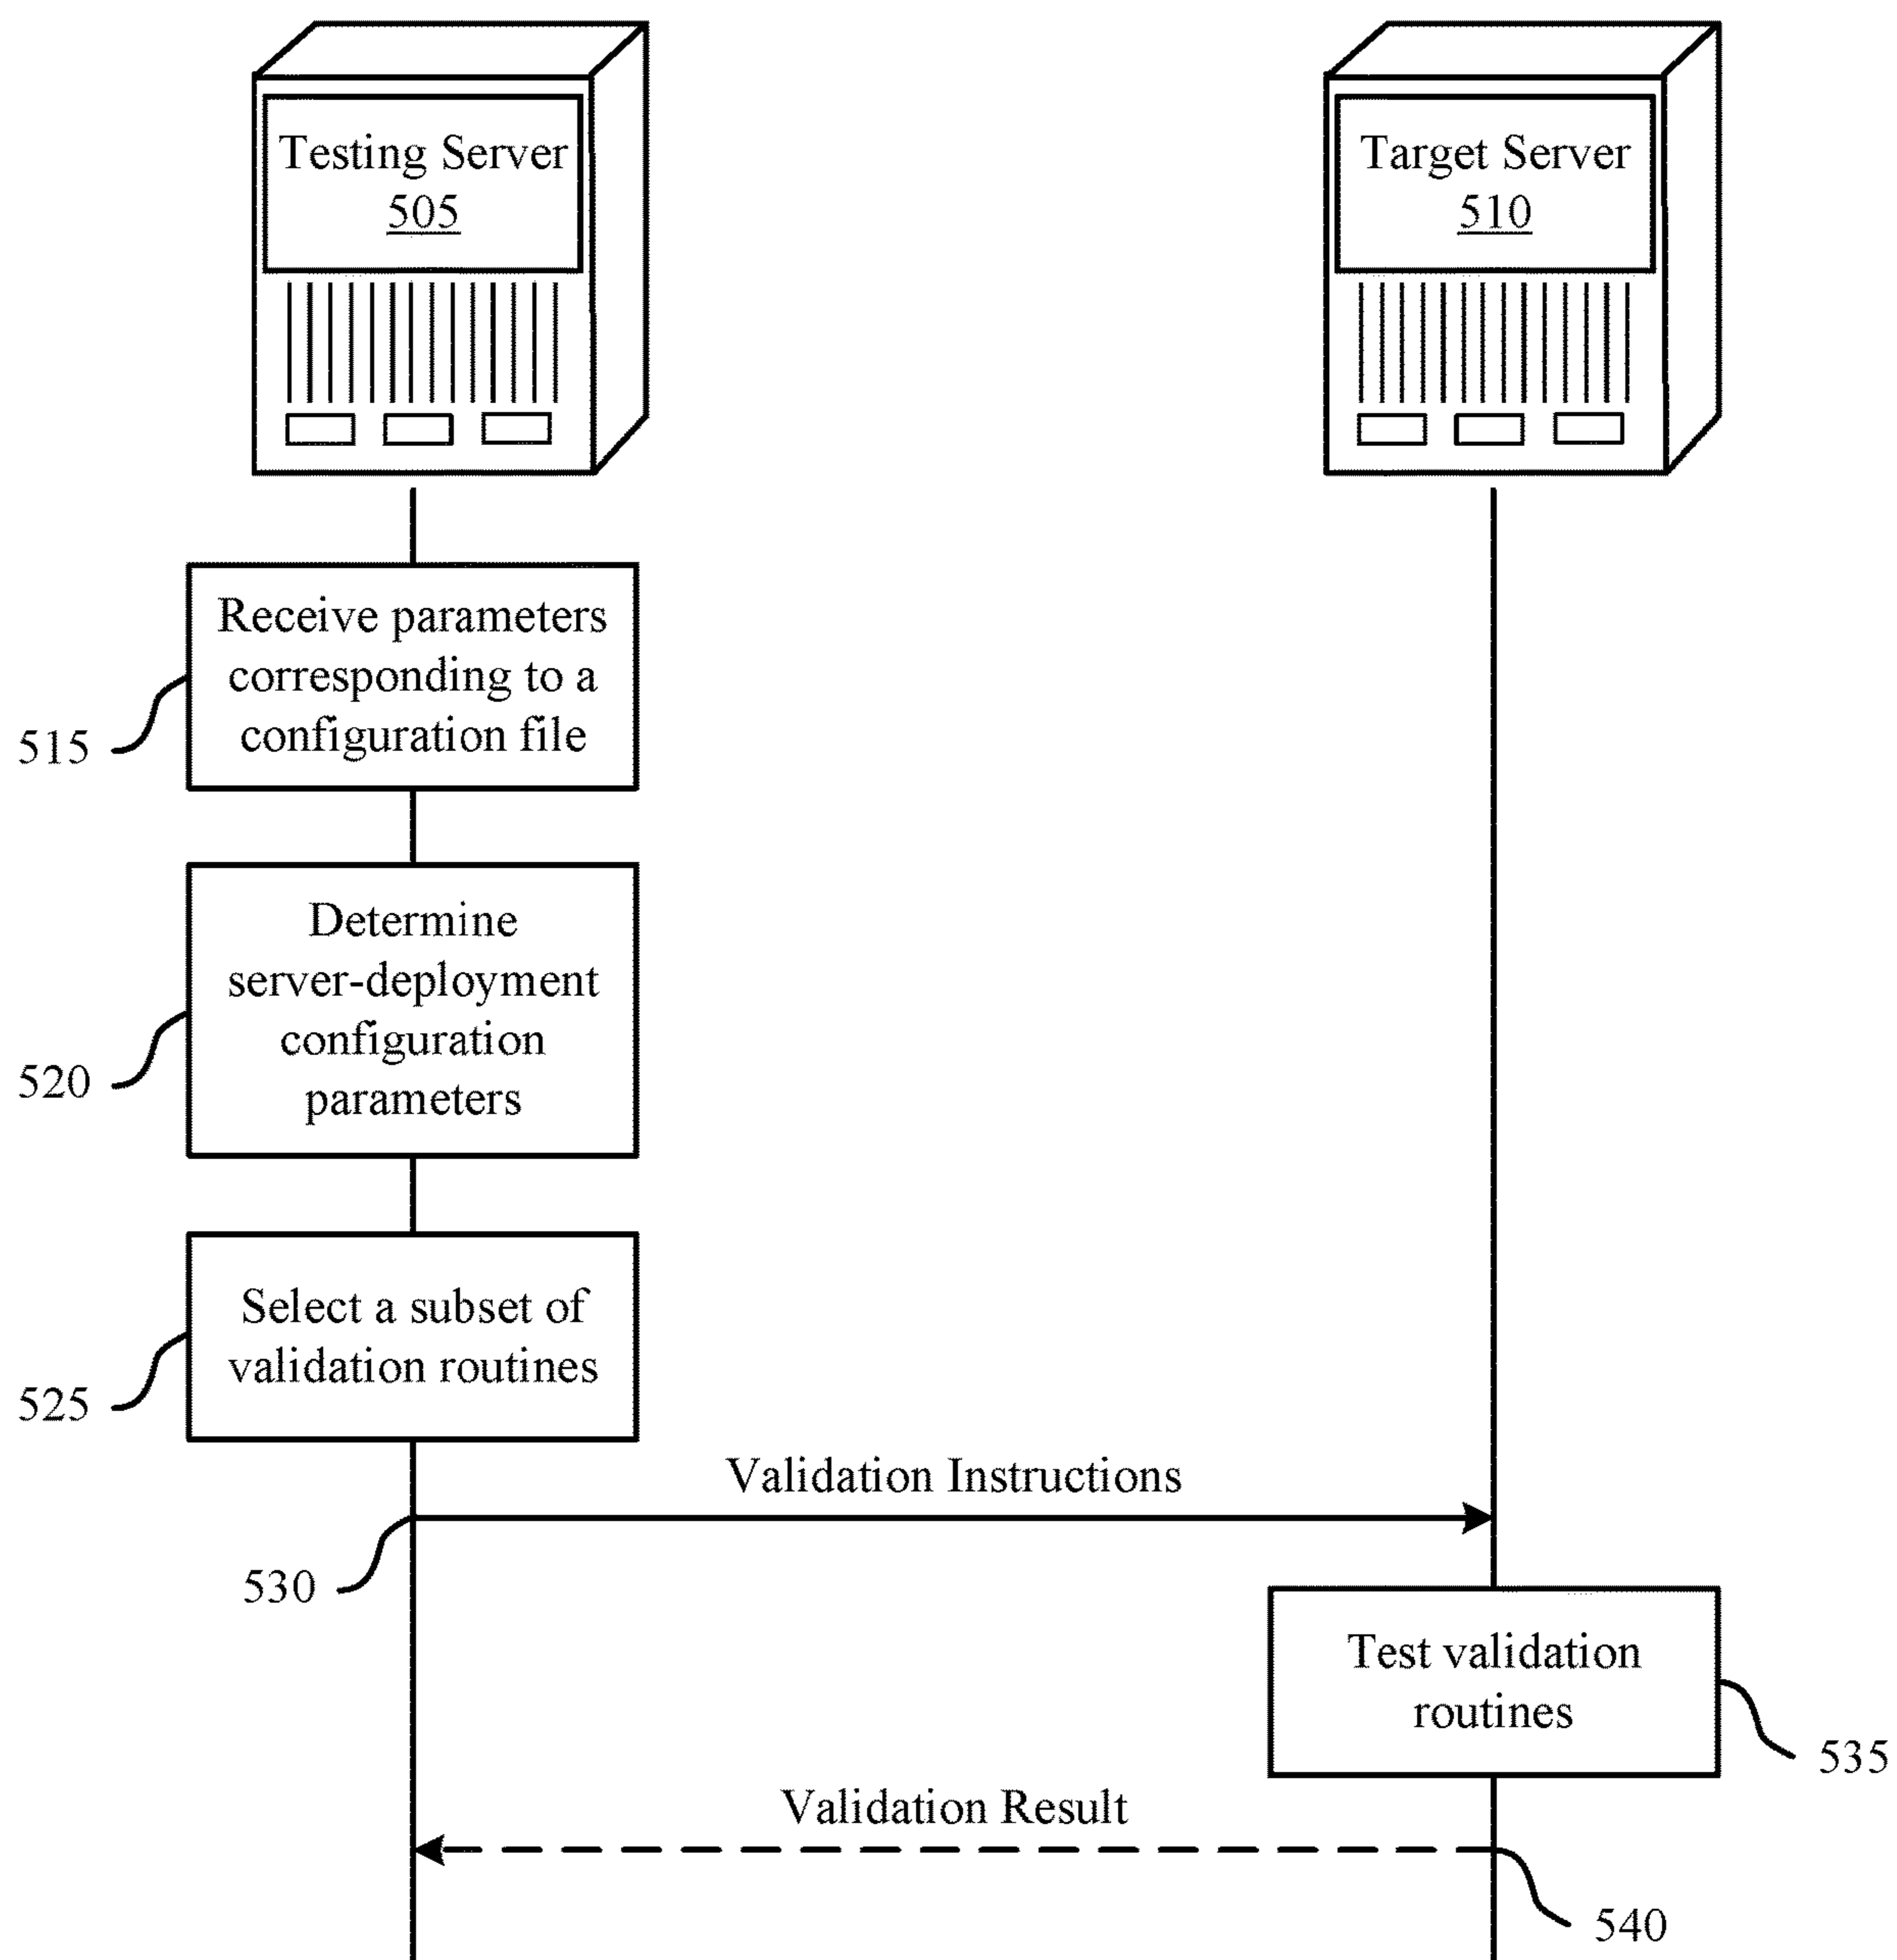 Testing Server
505
Target Server
510
Receive parameters
corresponding to a
configuration file
515
Determine
server-deployment
configuration
parameters
520
Select a subset of
validation routines
525
Validation Instructions
530
Test validation
routines
535
Validation Result
540